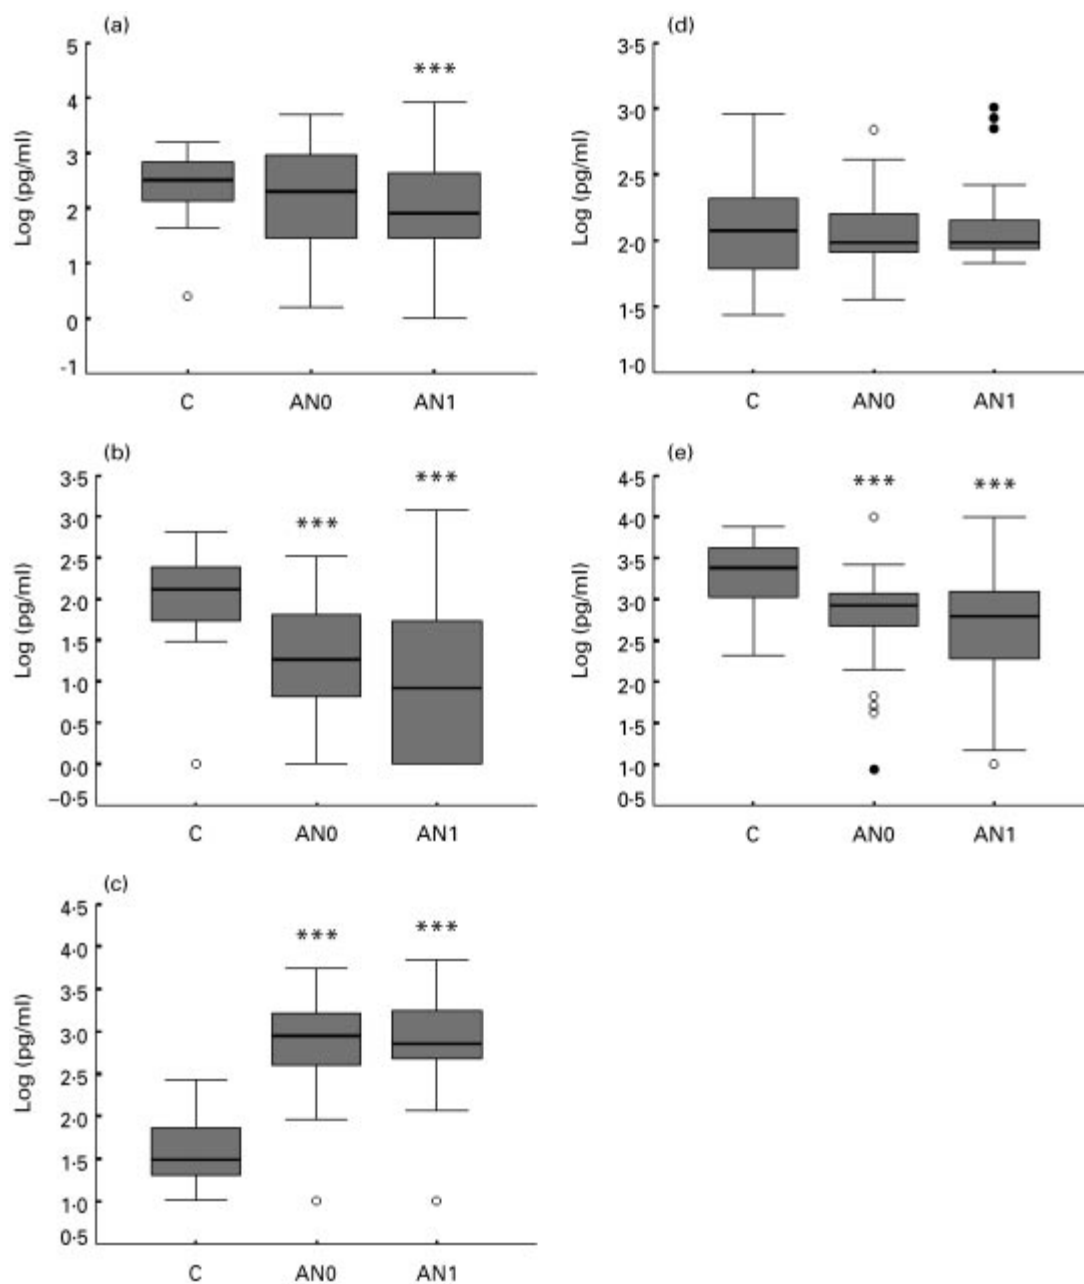 (a)
Log (pg/ml)
5
4
3
2
1
0
-1
***
C AN0 AN1
(d)
Log (pg/ml)
3·5
3·0
2·5
2·0
1·5
1·0
C AN0 AN1
(b)
Log (pg/ml)
3·5
3·0
2·5
2·0
1·5
1·0
0·5
0·0
−0·5
*** ***
C AN0 AN1
(e)
Log (pg/ml)
4·5
4·0
3·5
3·0
2·5
2·0
1·5
1·0
0·5
*** ***
C AN0 AN1
(c)
Log (pg/ml)
4·5
4·0
3·5
3·0
2·5
2·0
1·5
1·0
0·5
*** ***
C AN0 AN1